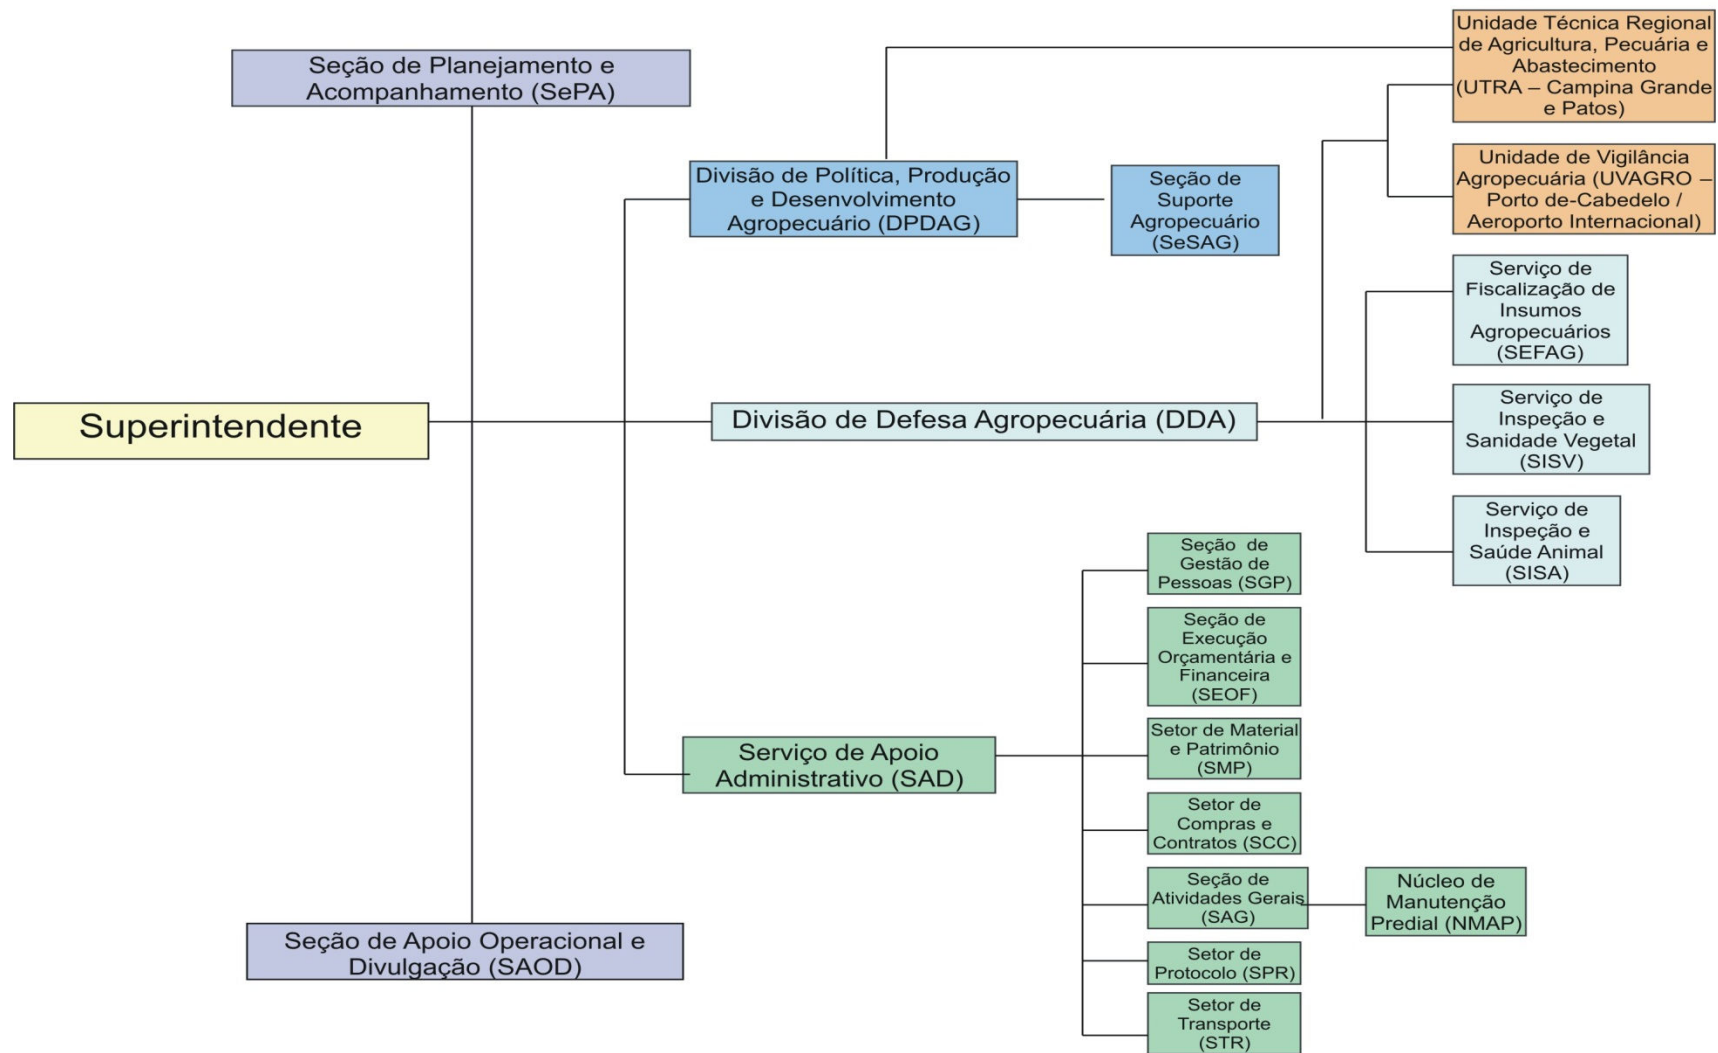 Seção de Planejamento e
Acompanhamento (SePA)
Unidade Técnica Regional
de Agricultura, Pecuária e
Abastecimento
(UTRA – Campina Grande
e Patos)
Divisão de Política, Produção
e Desenvolvimento
Agropecuário (DPDAG)
Seção de
Suporte
Agropecuário
(SeSAG)
Unidade de Vigilância
Agropecuária (UVAGRO –
Porto de-Cabedelo /
Aeroporto Internacional)
Serviço de
Fiscalização de
Insumos
Agropecuários
(SEFAG)
Superintendente
Divisão de Defesa Agropecuária (DDA)
Serviço de
Inspeção e
Sanidade Vegetal
(SISV)
Serviço de
Inspeção e
Saúde Animal
(SISA)
Seção de
Gestão de
Pessoas (SGP)
Seção de
Execução
Orçamentária e
Financeira
(SEOF)
Serviço de Apoio
Administrativo (SAD)
Setor de Material
e Patrimônio
(SMP)
Setor de
Compras e
Contratos (SCC)
Seção de
Atividades Gerais
(SAG)
Núcleo de
Manutenção
Predial (NMAP)
Seção de Apoio Operacional e
Divulgação (SAOD)
Setor de
Protocolo (SPR)
Setor de
Transporte
(STR)